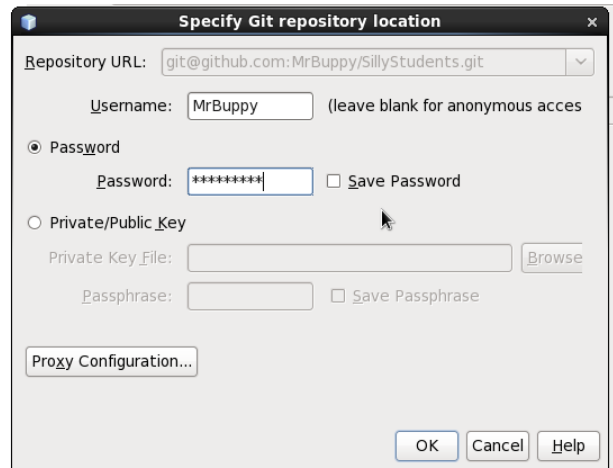 Specify Git repository location ×
Repository URL: git@github.com:MrBuppy/SillyStudents.git
Username: MrBuppy (leave blank for anonymous acces
Password
Password: ********* Save Password
Private/Public Key
Private Key File: Browse
Passphrase: Save Passphrase
Proxy Configuration...
OK Cancel Help